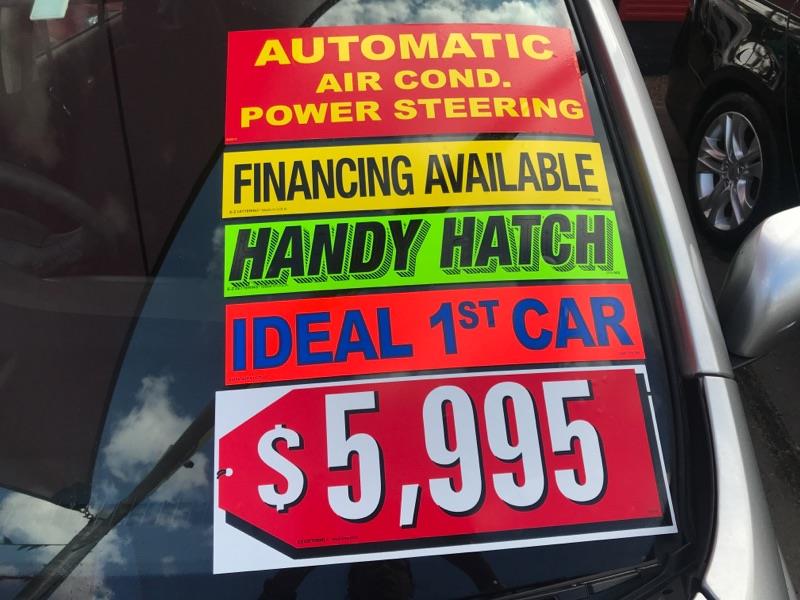 AUTOMATIC
AIR COND.
POWER STEERING
FINANCING AVAILABLE
HANDY HATCH
IDEAL 1ST CAR
$5,995